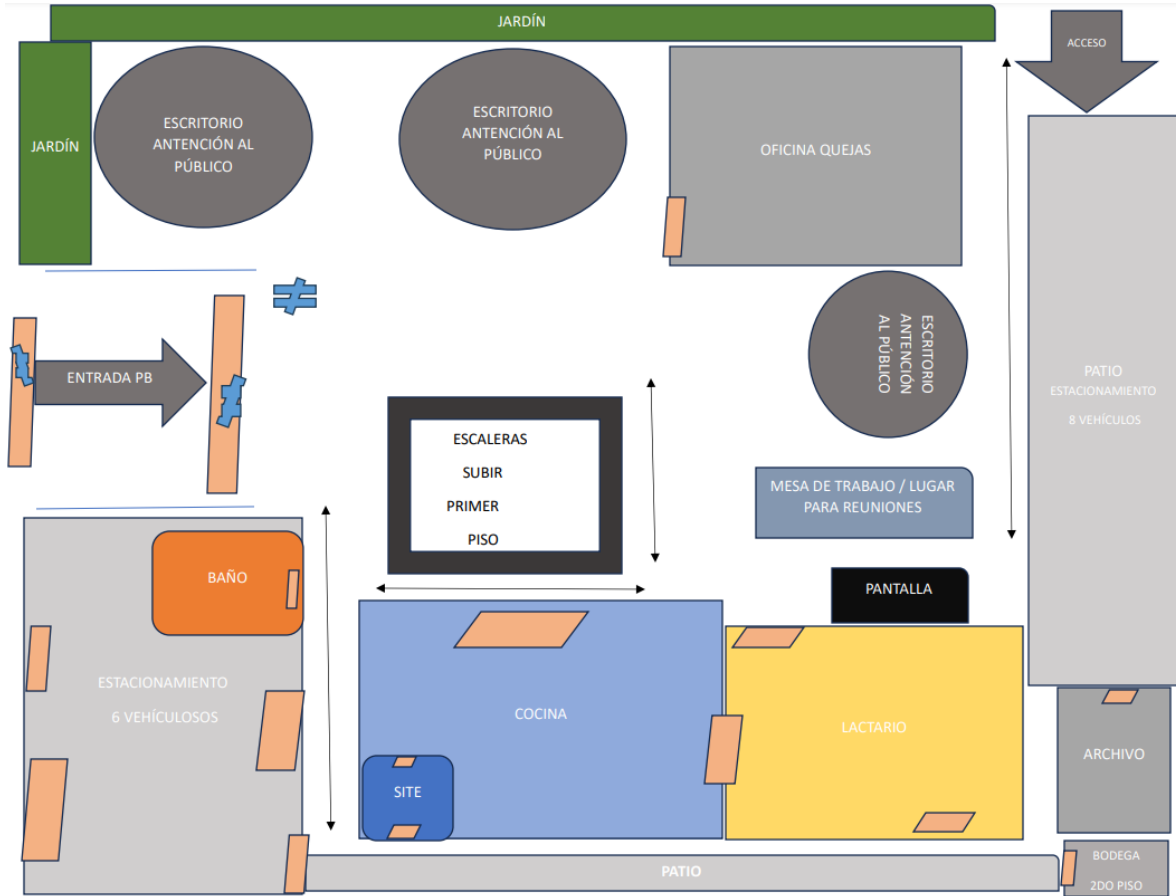 JARDÍN
ACCESO
JARDÍN
ESCRITORIO
ANTENCIÓN AL
PÚBLICO
ESCRITORIO
ANTENCIÓN AL
PÚBLICO
OFICINA QUEJAS
ENTRADA PB
ESCRITORIO
ANTENCIÓN
AL PÚBLICO
PATIO
ESTACIONAMIENTO
8 VEHÍCULOS
ESCALERAS
SUBIR
PRIMER
PISO
MESA DE TRABAJO / LUGAR
PARA REUNIONES
BAÑO
PANTALLA
ESTACIONAMIENTO
6 VEHÍCULOSOS
COCINA
LACTARIO
ARCHIVO
SITE
PATIO
BODEGA
2DO PISO